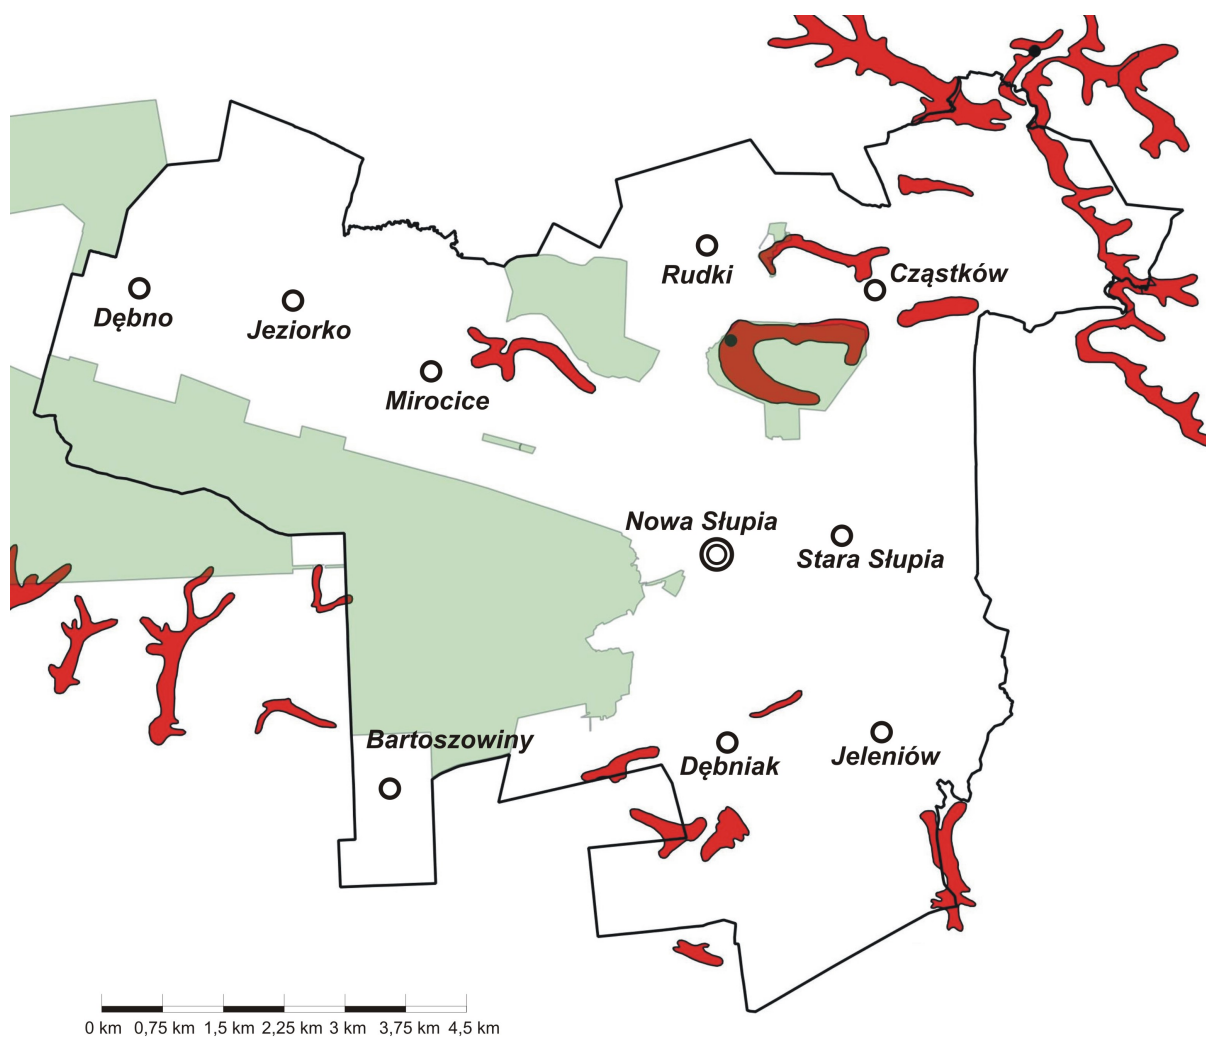 Rudki
Cząstków
Dębno
Jeziorko
Mirocice
Nowa Słupia
Stara Słupia
Bartoszowiny
Dębniak
Jeleniów
0 km 0,75 km 1,5 km 2,25 km 3 km 3,75 km 4,5 km